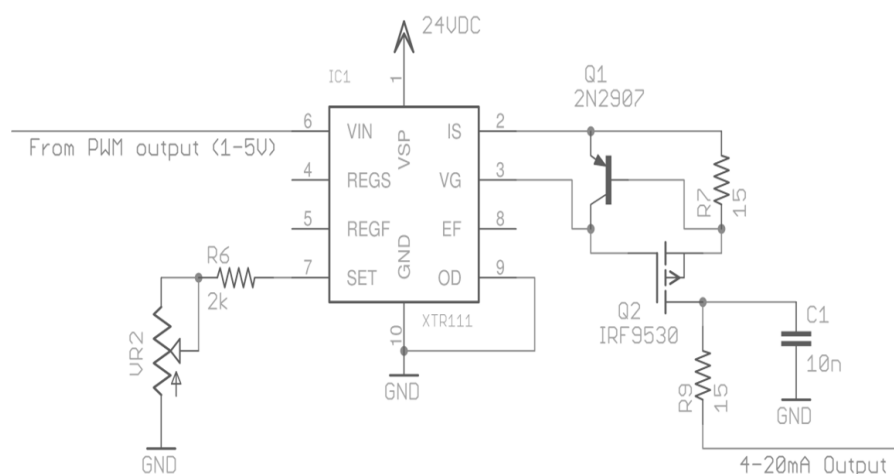 24VDC
IC1
1
Q1
2N2907
6
VIN
VSP
IS
2
From PWM output (1-5V)
4
REGS
VG
3
R7
15
5
REGF
GND
EF
8
R6
2k
7
SET
OD
9
VR2
10
XTR111
Q2
IRF9530
C1
10n
GND
R9
15
GND
GND
4-20mA Output